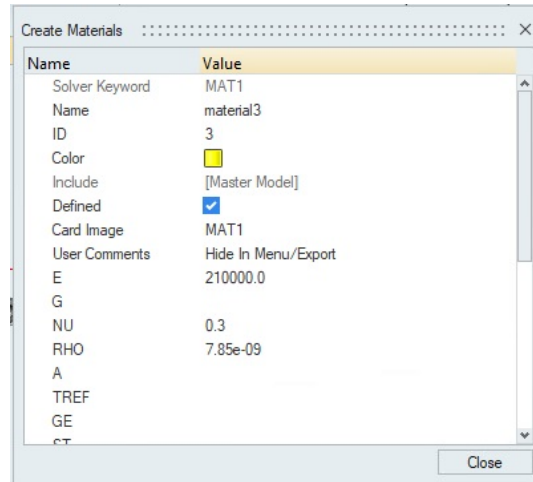 Create Materials
Name Value
Solver Keyword MAT1
Name material3
ID 3
Color
Include [Master Model]
Defined
Card Image MAT1
User Comments Hide In Menu/Export
E 210000.0
G
NU 0.3
RHO 7.85e-09
A
TREF
GE
ST
Close